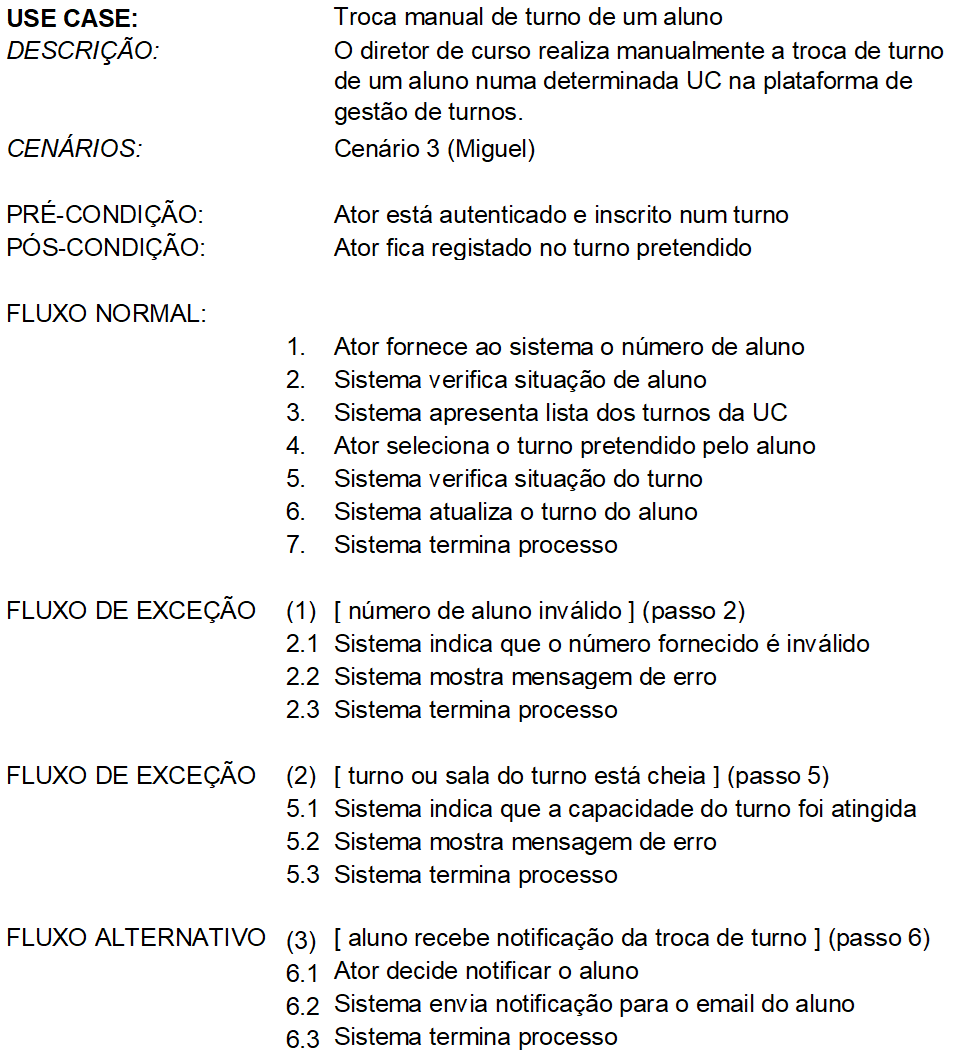 USE CASE: Troca manual de turno de um aluno
DESCRIÇÃO: O diretor de curso realiza manualmente a troca de turno
de um aluno numa determinada UC na plataforma de
gestão de turnos.
CENÁRIOS: Cenário 3 (Miguel)
PRÉ-CONDIÇÃO: Ator está autenticado e inscrito num turno
PÓS-CONDIÇÃO: Ator fica registado no turno pretendido
FLUXO NORMAL:
1. Ator fornece ao sistema o número de aluno
2. Sistema verifica situação de aluno
3. Sistema apresenta lista dos turnos da UC
4. Ator seleciona o turno pretendido pelo aluno
5. Sistema verifica situação do turno
6. Sistema atualiza o turno do aluno
7. Sistema termina processo
FLUXO DE EXCEÇÃO (1) [ número de aluno inválido ] (passo 2)
2.1 Sistema indica que o número fornecido é inválido
2.2 Sistema mostra mensagem de erro
2.3 Sistema termina processo
FLUXO DE EXCEÇÃO (2) [ turno ou sala do turno está cheia ] (passo 5)
5.1 Sistema indica que a capacidade do turno foi atingida
5.2 Sistema mostra mensagem de erro
5.3 Sistema termina processo
FLUXO ALTERNATIVO (3) [ aluno recebe notificação da troca de turno ] (passo 6)
6.1 Ator decide notificar o aluno
6.2 Sistema envia notificação para o email do aluno
6.3 Sistema termina processo